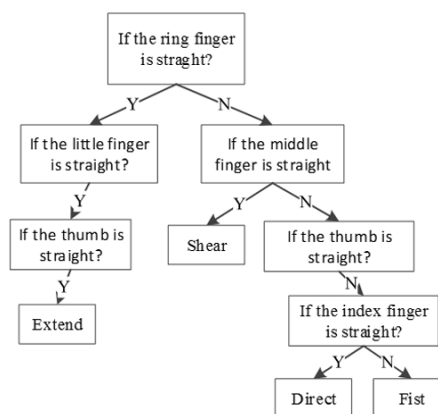 If the ring finger
is straght?
Y
N
If the little finger
is straight?
If the middle
finger is straight
Y
Y
N
If the thumb is
straight?
Shear
If the thumb is
straight?
Y
N
Extend
If the index finger
is straight?
Y
N
Direct
Fist